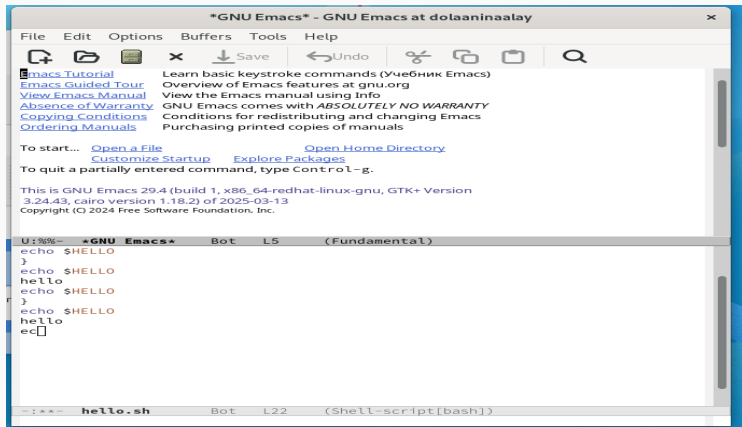 *GNU Emacs* - GNU Emacs at dolaaninaalay
File Edit Options Buffers Tools Help
Save Undo
Emacs Tutorial Learn basic keystroke commands (Учебник Emacs)
Emacs Guided Tour Overview of Emacs features at gnu.org
View Emacs Manual View the Emacs manual using Info
Absence of Warranty GNU Emacs comes with ABSOLUTELY NO WARRANTY
Copying Conditions Conditions for redistributing and changing Emacs
Ordering Manuals Purchasing printed copies of manuals
To start... Open a File Open Home Directory
Customize Startup Explore Packages
To quit a partially entered command, type Control-g.
This is GNU Emacs 29.4 (build 1, x86_64-redhat-linux-gnu, GTK+ Version
3.24.43, cairo version 1.18.2) of 2025-03-13
Copyright (C) 2024 Free Software Foundation, Inc.
U:%%- *GNU Emacs* Bot L5 (Fundamental)
echo $HELLO
}
echo $HELLO
hello
echo $HELLO
}
echo $HELLO
hello
ec
-:**- hello.sh Bot L22 (Shell-script[bash])